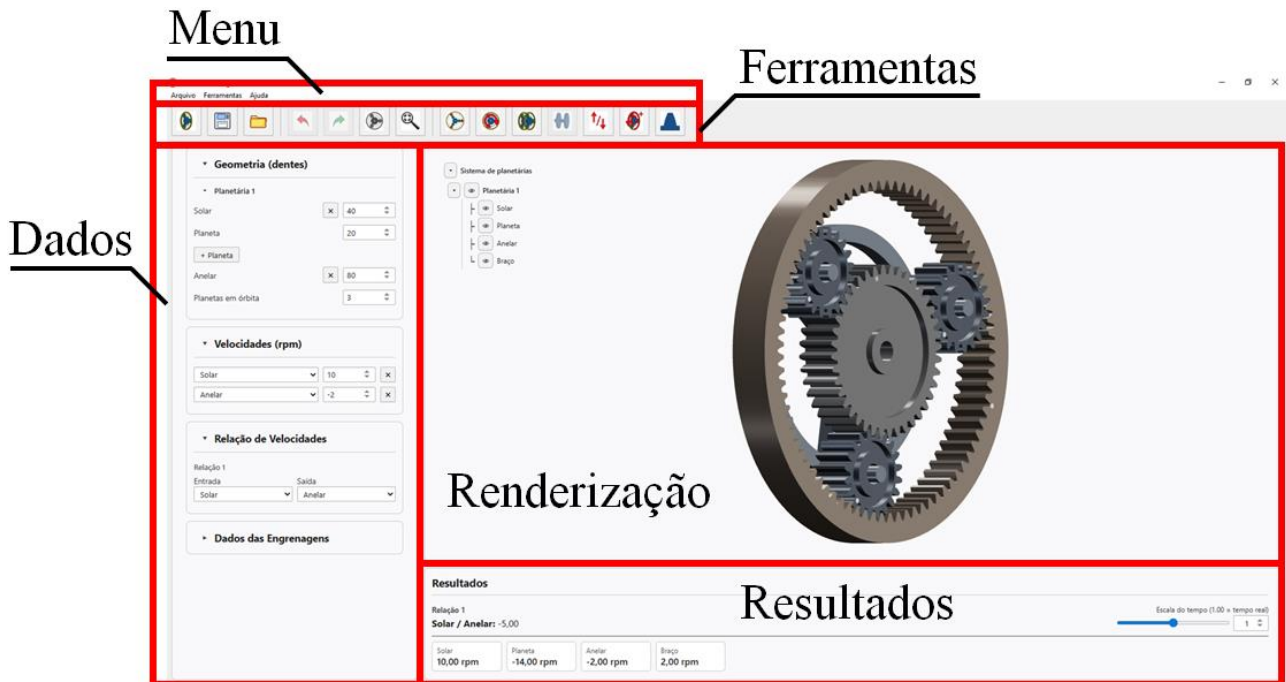 Menu
Ferramentas
Arquivo Ferramentas Ajuda
Dados
Geometria (dentes)
Planetária 1
Solar × 40
Planeta 20
+ Planeta
Anelar × 80
Planetas em órbita 3
Velocidades (rpm)
Solar 10 ×
Anelar -2 ×
Relação de Velocidades
Relação 1
Entrada Saída
Solar Anelar
Dados das Engrenagens
Sistema de planetárias
Planetária 1
Solar
Planeta
Anelar
Braço
Renderização
Resultados
Resultados
Relação 1
Solar / Anelar: -5,00
Escala do tempo (1.00 × tempo real)
1
Solar Planeta Anelar Braço
10,00 rpm -14,00 rpm -2,00 rpm 2,00 rpm